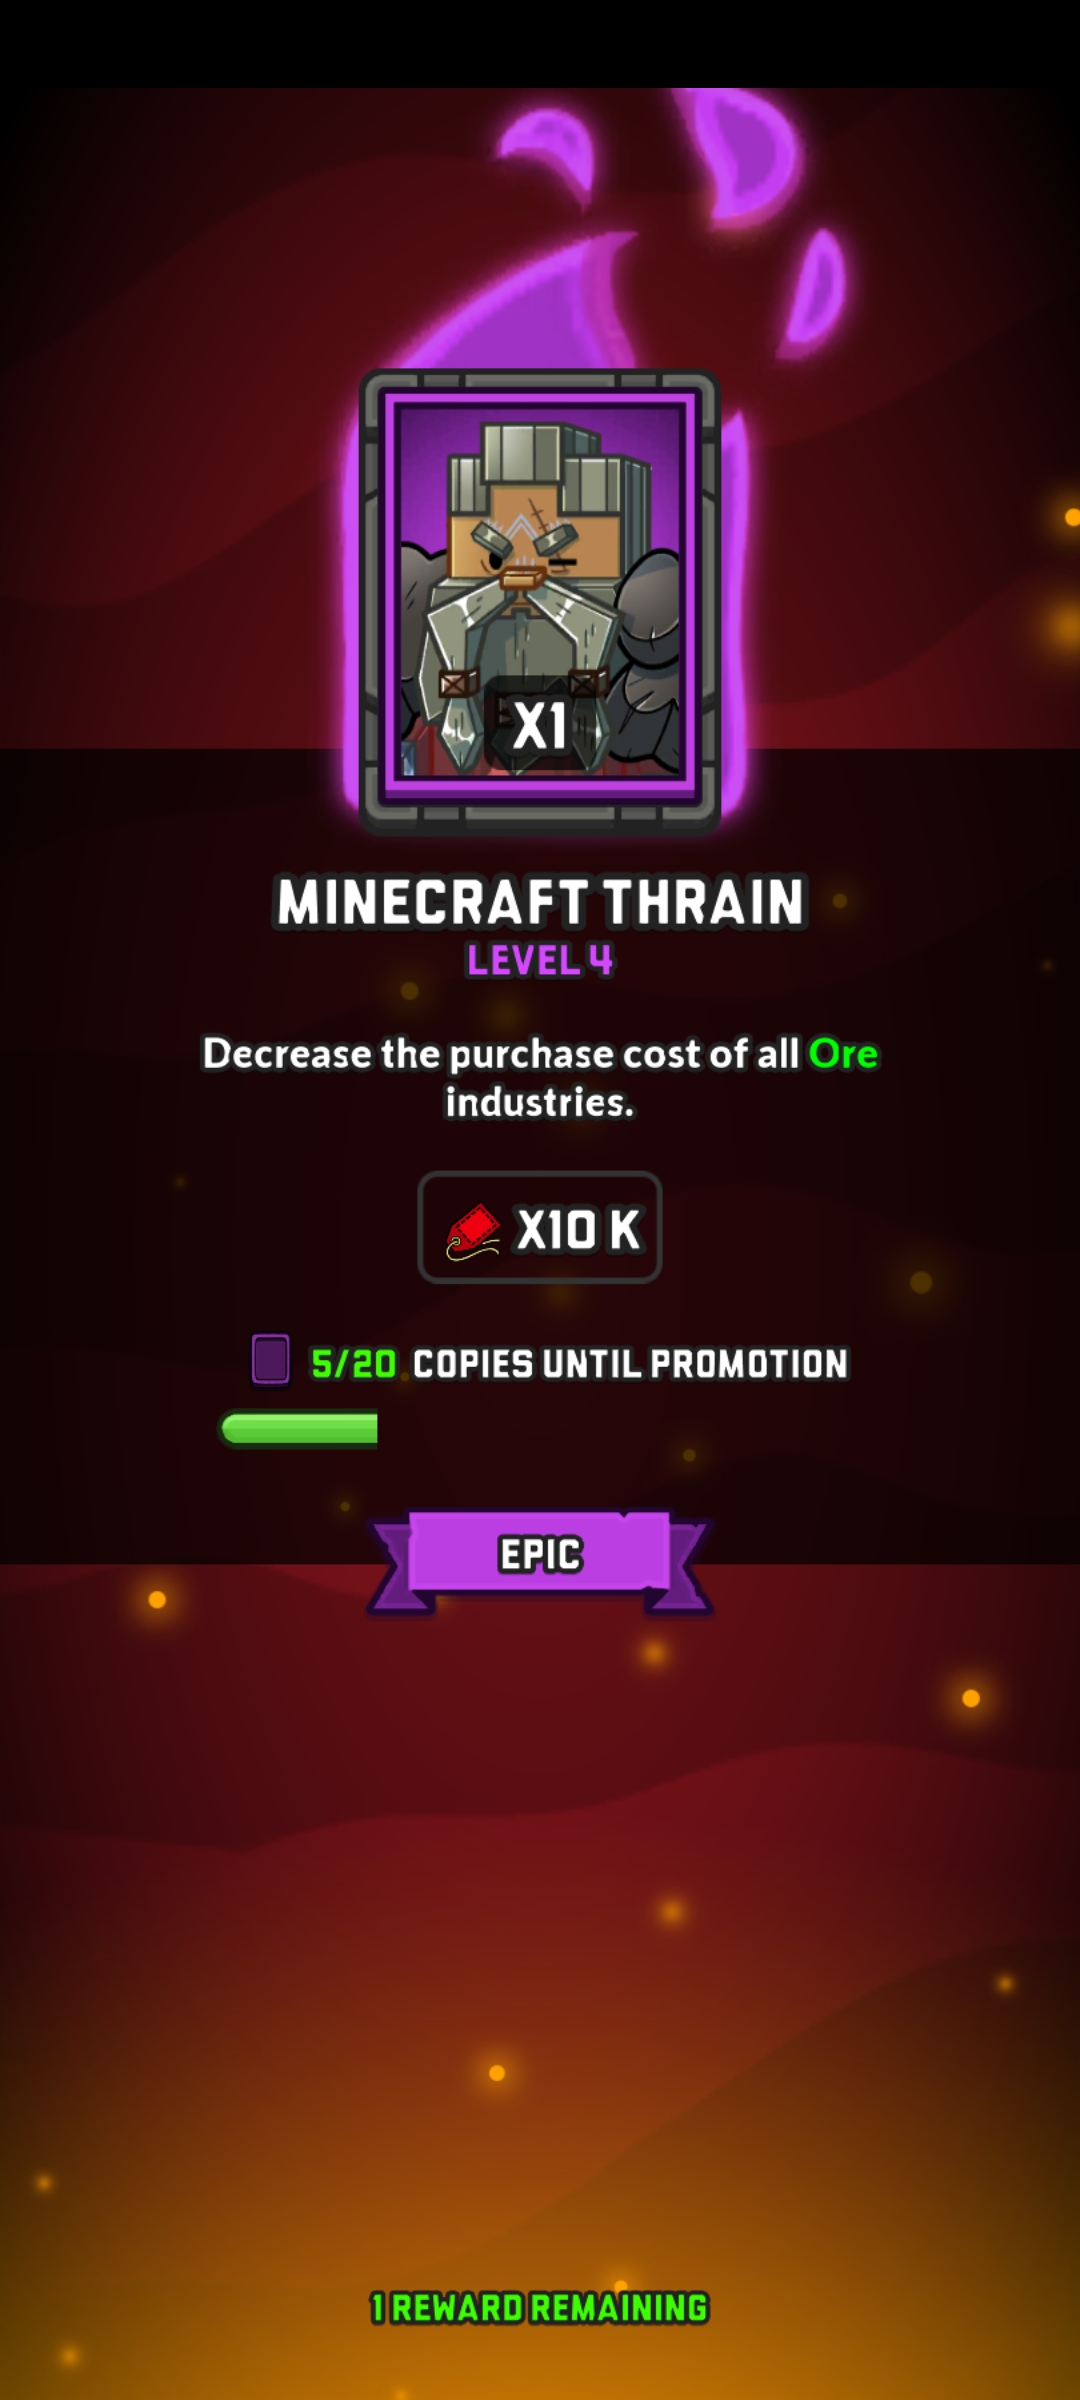 X1
MINECRAFT THRAIN
LEVEL 4
Decrease the purchase cost of all Ore
industries.
X10 K
5/20 COPIES UNTIL PROMOTION
EPIC
1 REWARD REMAINING